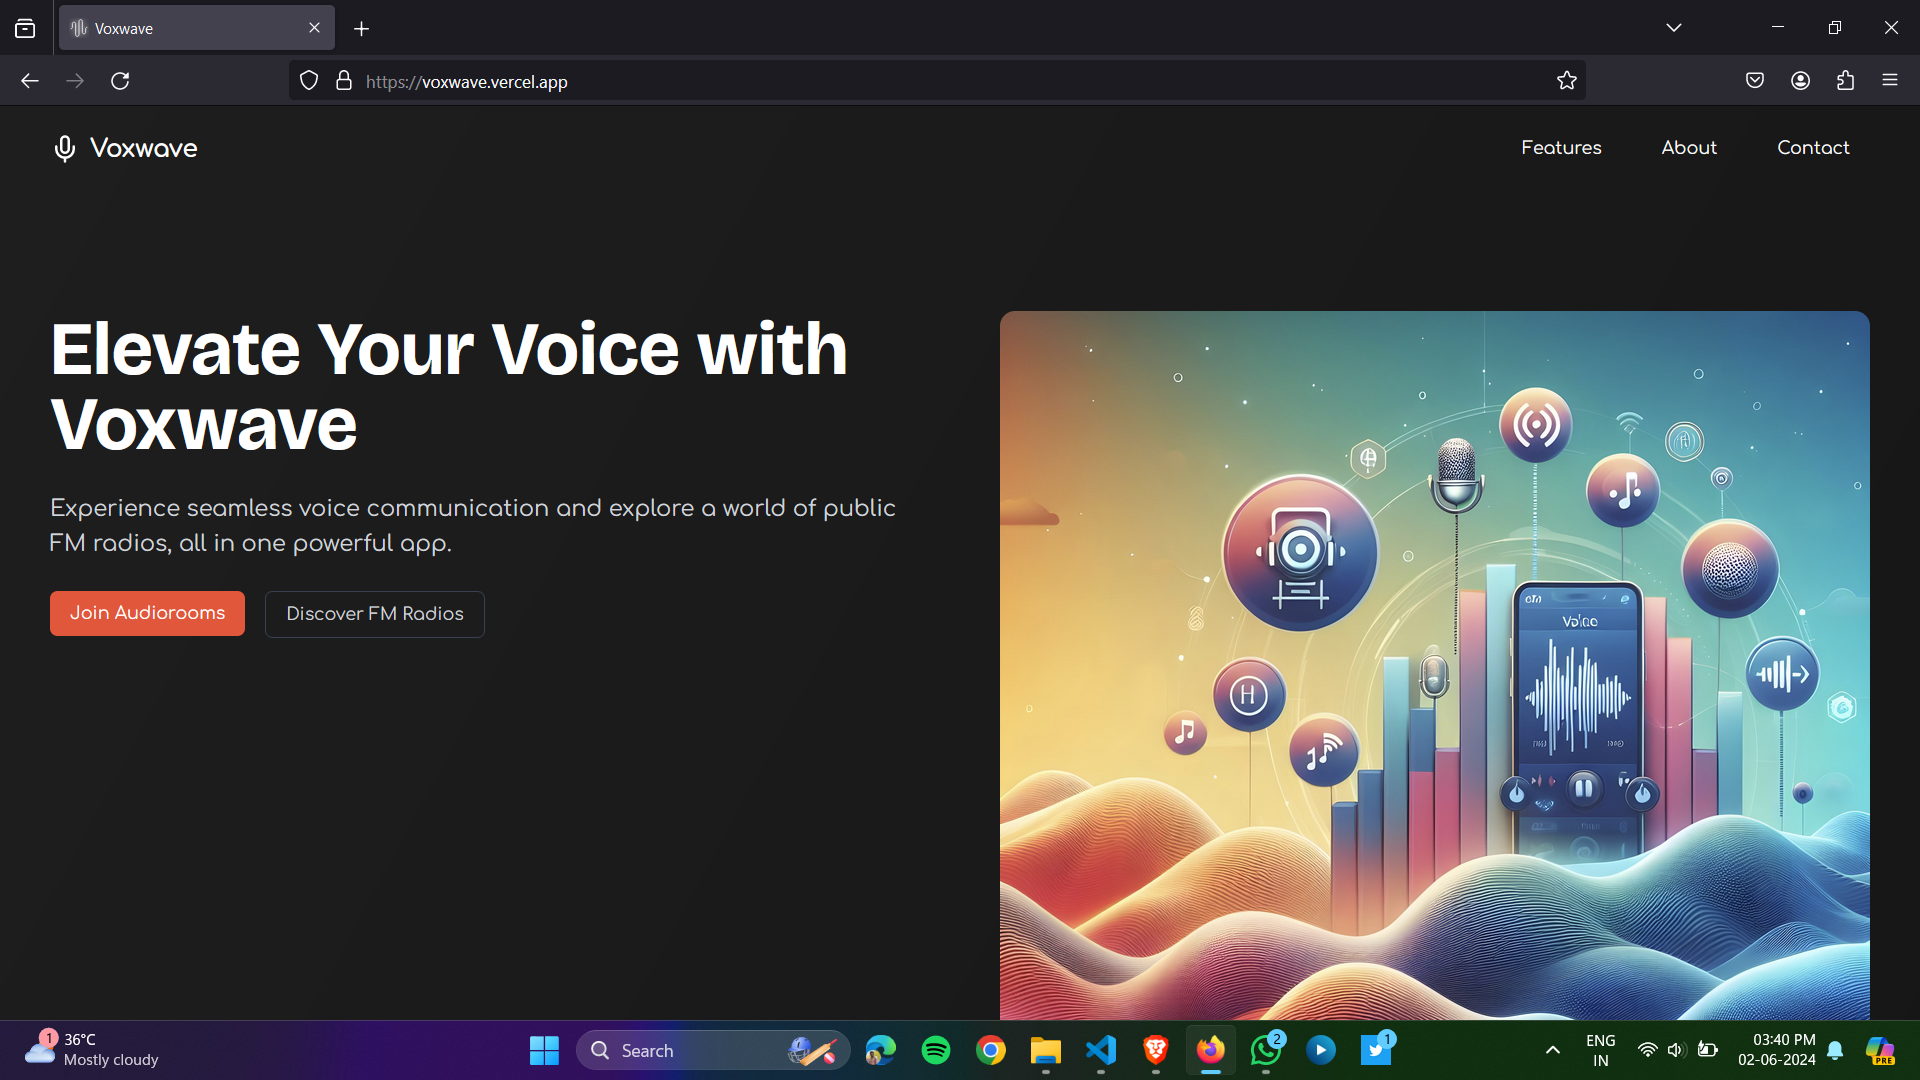 Voxwave
https://voxwave.vercel.app
Voxwave
Features
About
Contact
Elevate Your Voice with
Voxwave
Experience seamless voice communication and explore a world of public
FM radios, all in one powerful app.
Join Audiorooms
Discover FM Radios
H
1
36°C
Mostly cloudy
Search
2
1
ENG
IN
03:40 PM
02-06-2024
PRE